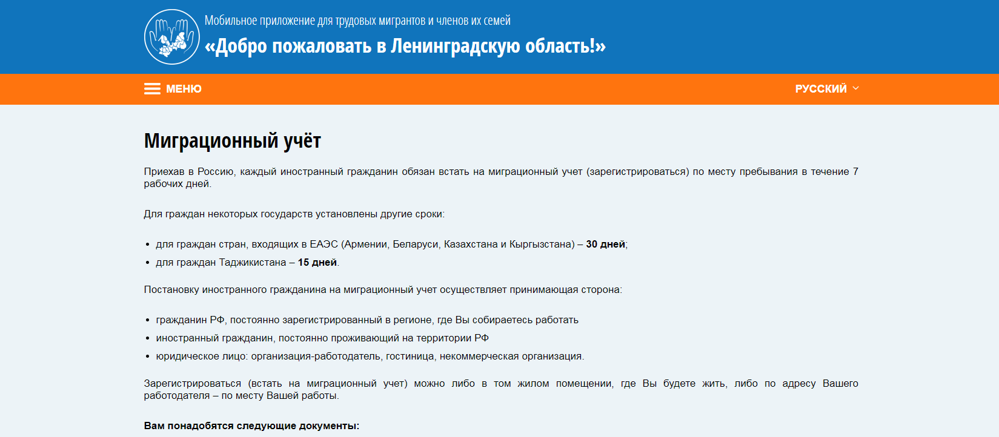 Мобильное приложение для трудовых мигрантов и членов их семей
«Добро пожаловать в Ленинградскую область!»
МЕНЮ
РУССКИЙ
Миграционный учёт
Приехав в Россию, каждый иностранный гражданин обязан встать на миграционный учет (зарегистрироваться) по месту пребывания в течение 7
рабочих дней.
Для граждан некоторых государств установлены другие сроки:
• для граждан стран, входящих в ЕАЭС (Армении, Беларуси, Казахстана и Кыргызстана) – 30 дней;
• для граждан Таджикистана – 15 дней.
Постановку иностранного гражданина на миграционный учет осуществляет принимающая сторона:
• гражданин РФ, постоянно зарегистрированный в регионе, где Вы собираетесь работать
• иностранный гражданин, постоянно проживающий на территории РФ
• юридическое лицо: организация-работодатель, гостиница, некоммерческая организация.
Зарегистрироваться (встать на миграционный учет) можно либо в том жилом помещении, где Вы будете жить, либо по адресу Вашего
работодателя – по месту Вашей работы.
Вам понадобятся следующие документы: